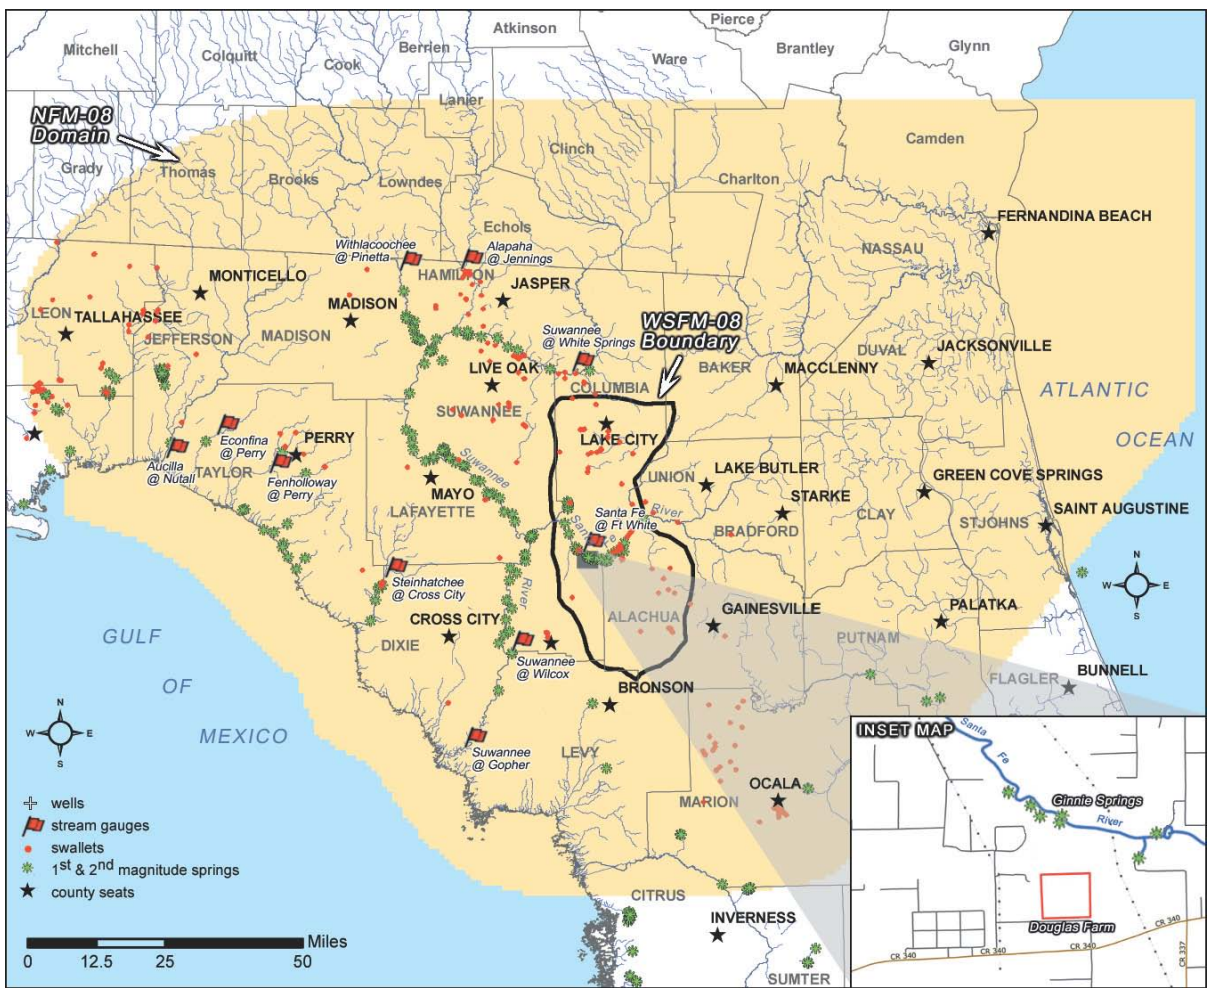 Atkinson
Pierce
Mitchell
Colquitt
Berrien
Cook
Ware
Brantley
Glynn
Lanier
NFM-08
Domain
Grady
Thomas
Brooks
Lowndes
Clinch
Charlton
Camden
Echols
FERNANDINA BEACH
NASSAU
Withlacoochee
@ Pinetta
Alapaha
@ Jennings
HAMILTON
MONTICELLO
JASPER
MADISON
LEON
TALLAHASSEE
JEFFERSON
MADISON
WSFM-08
Boundary
Suwannee
@ White Springs
DUVAL
JACKSONVILLE
BAKER
MACCLENNY
LIVE OAK
COLUMBIA
ATLANTIC
OCEAN
SUWANNEE
LAKE CITY
Econfina
@ Perry
PERRY
Aucilla
@ Nutall
TAYLOR
Fenholloway
@ Perry
Suwannee
MAYO
LAFAYETTE
UNION
LAKE BUTLER
STARKE
GREEN COVE SPRINGS
CLAY
SAINT AUGUSTINE
STJOHNS
BRADFORD
Santa Fe
@ Ft White
River
Santa Fe
Steinhatchee
@ Cross City
River
CROSS CITY
DIXIE
ALACHUA
GAINESVILLE
PALATKA
PUTNAM
N
W E
S
GULF
OF
MEXICO
Suwannee
@ Wilcox
BRONSON
FLAGLER
BUNNELL
N
W E
S
Suwannee
@ Gopher
LEVY
OCALA
MARION
CITRUS
INVERNESS
SUMTER
wells
stream gauges
swallets
1st & 2nd magnitude springs
county seats
Miles
0 12.5 25 50
INSET MAP
Santa
Fe
Ginnie Springs
River
Douglas Farm
CR 340
CR 340
CR 340
CR 337